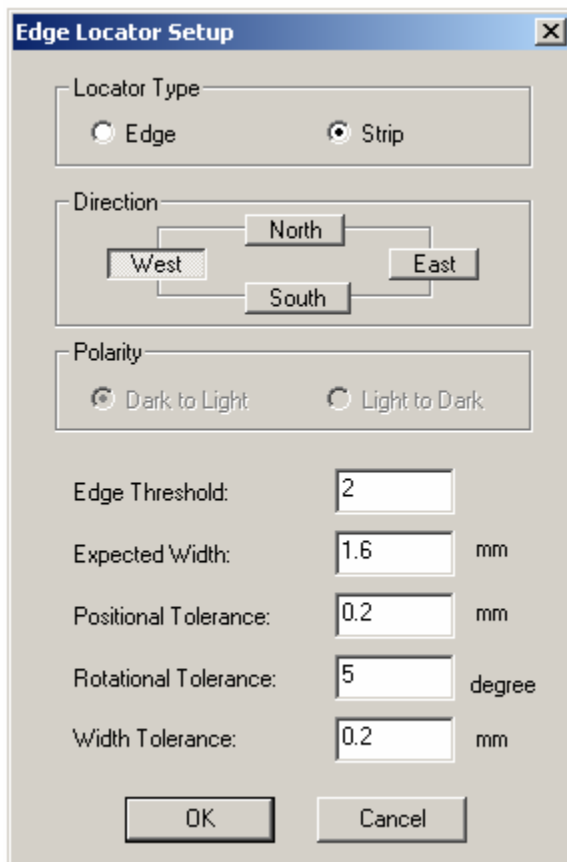 Edge Locator Setup
Locator Type
Edge Strip
Direction
North
West East
South
Polarity
Dark to Light Light to Dark
Edge Threshold: 2
Expected Width: 1.6 mm
Positional Tolerance: 0.2 mm
Rotational Tolerance: 5 degree
Width Tolerance: 0.2 mm
OK Cancel